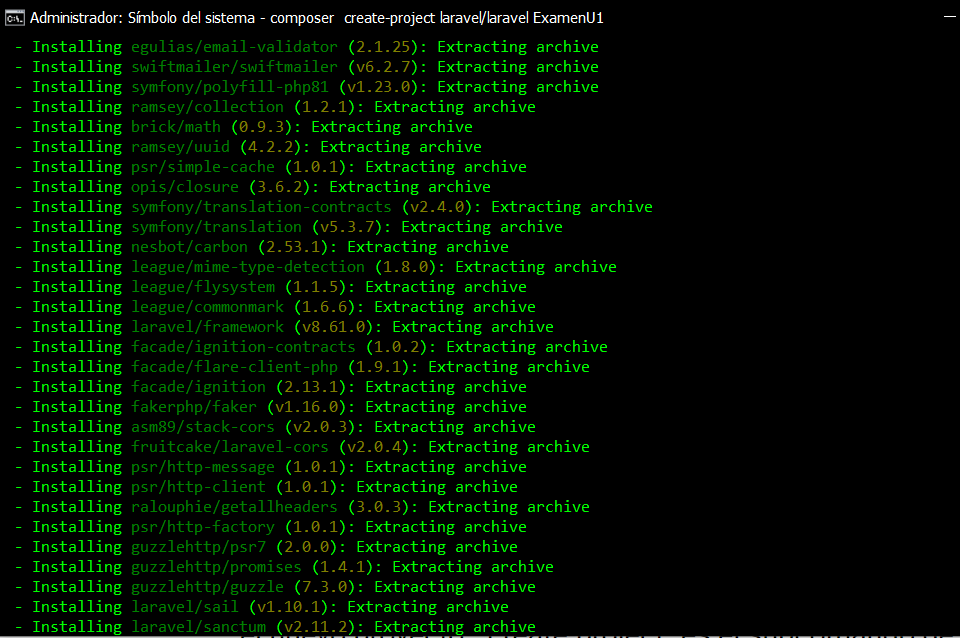 Administrador: Símbolo del sistema - composer  create-project laravel/laravel ExamenU1
- Installing egulias/email-validator (2.1.25): Extracting archive
- Installing swiftmailer/swiftmailer (v6.2.7): Extracting archive
- Installing symfony/polyfill-php81 (v1.23.0): Extracting archive
- Installing ramsey/collection (1.2.1): Extracting archive
- Installing brick/math (0.9.3): Extracting archive
- Installing ramsey/uuid (4.2.2): Extracting archive
- Installing psr/simple-cache (1.0.1): Extracting archive
- Installing opis/closure (3.6.2): Extracting archive
- Installing symfony/translation-contracts (v2.4.0): Extracting archive
- Installing symfony/translation (v5.3.7): Extracting archive
- Installing nesbot/carbon (2.53.1): Extracting archive
- Installing league/mime-type-detection (1.8.0): Extracting archive
- Installing league/flysystem (1.1.5): Extracting archive
- Installing league/commonmark (1.6.6): Extracting archive
- Installing laravel/framework (v8.61.0): Extracting archive
- Installing facade/ignition-contracts (1.0.2): Extracting archive
- Installing facade/flare-client-php (1.9.1): Extracting archive
- Installing facade/ignition (2.13.1): Extracting archive
- Installing fakerphp/faker (v1.16.0): Extracting archive
- Installing asm89/stack-cors (v2.0.3): Extracting archive
- Installing fruitcake/laravel-cors (v2.0.4): Extracting archive
- Installing psr/http-message (1.0.1): Extracting archive
- Installing psr/http-client (1.0.1): Extracting archive
- Installing ralouphie/getallheaders (3.0.3): Extracting archive
- Installing psr/http-factory (1.0.1): Extracting archive
- Installing guzzlehttp/psr7 (2.0.0): Extracting archive
- Installing guzzlehttp/promises (1.4.1): Extracting archive
- Installing guzzlehttp/guzzle (7.3.0): Extracting archive
- Installing laravel/sail (v1.10.1): Extracting archive
- Installing laravel/sanctum (v2.11.2): Extracting archive